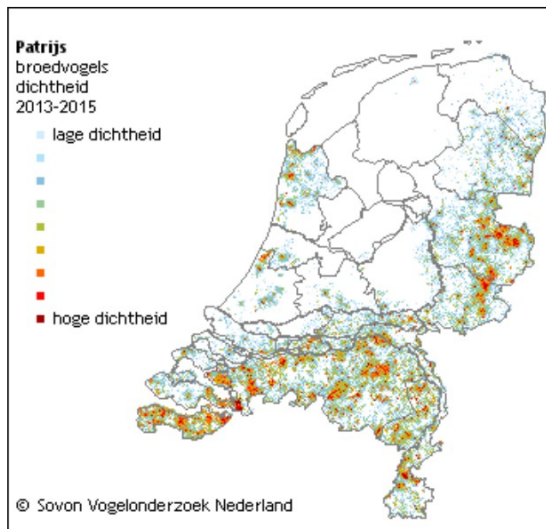 Patrijs
broedvogels
dichtheid
2013-2015
lage dichtheid
hoge dichtheid
© Sovon Vogelonderzoek Nederland